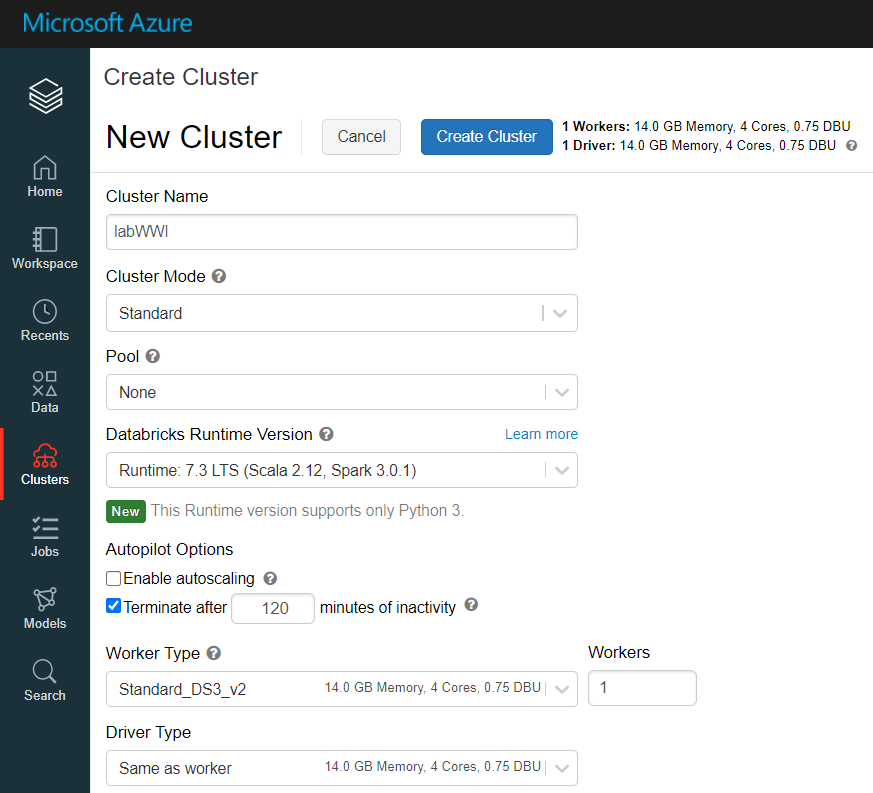 Microsoft Azure
Home
Workspace
Recents
Data
Clusters
Jobs
Models
Search
Create Cluster
New Cluster
Cancel
Create Cluster
1 Workers: 14.0 GB Memory, 4 Cores, 0.75 DBU
1 Driver: 14.0 GB Memory, 4 Cores, 0.75 DBU ?
Cluster Name
labWWI
Cluster Mode ?
Standard
Pool ?
None
Databricks Runtime Version ? Learn more
Runtime: 7.3 LTS (Scala 2.12, Spark 3.0.1)
New This Runtime version supports only Python 3.
Autopilot Options
Enable autoscaling ?
Terminate after 120 minutes of inactivity ?
Worker Type ? Workers
Standard_DS3_v2 14.0 GB Memory, 4 Cores, 0.75 DBU 1
Driver Type
Same as worker 14.0 GB Memory, 4 Cores, 0.75 DBU